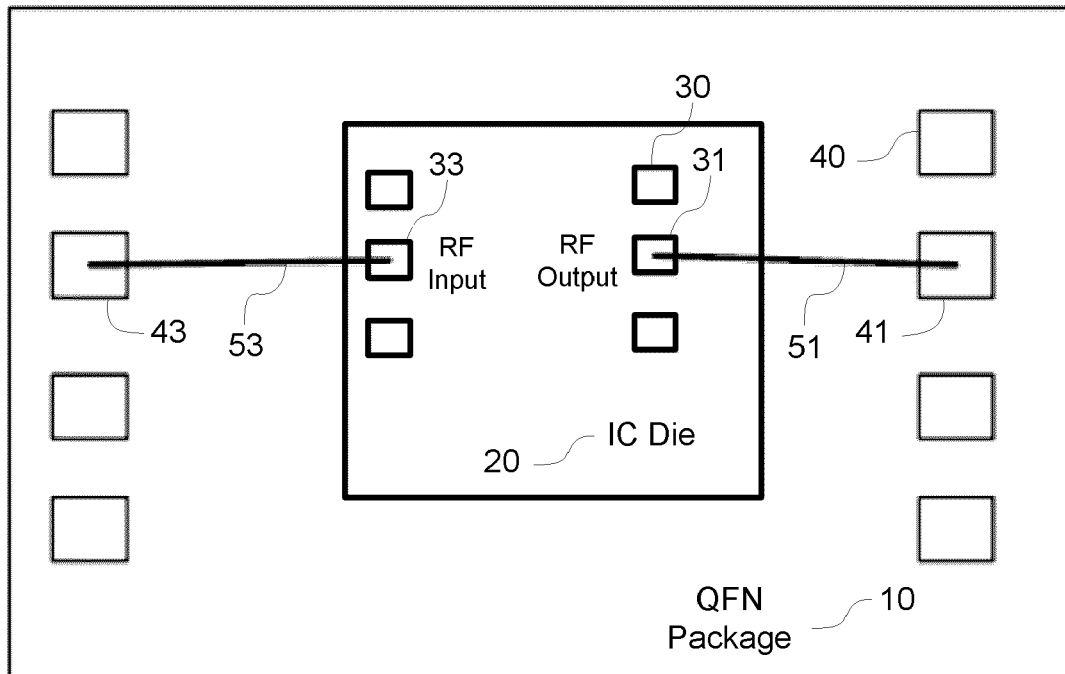 30
40
33
31
RF
Input
RF
Output
43
53
51
41
IC Die
20
QFN
Package
10